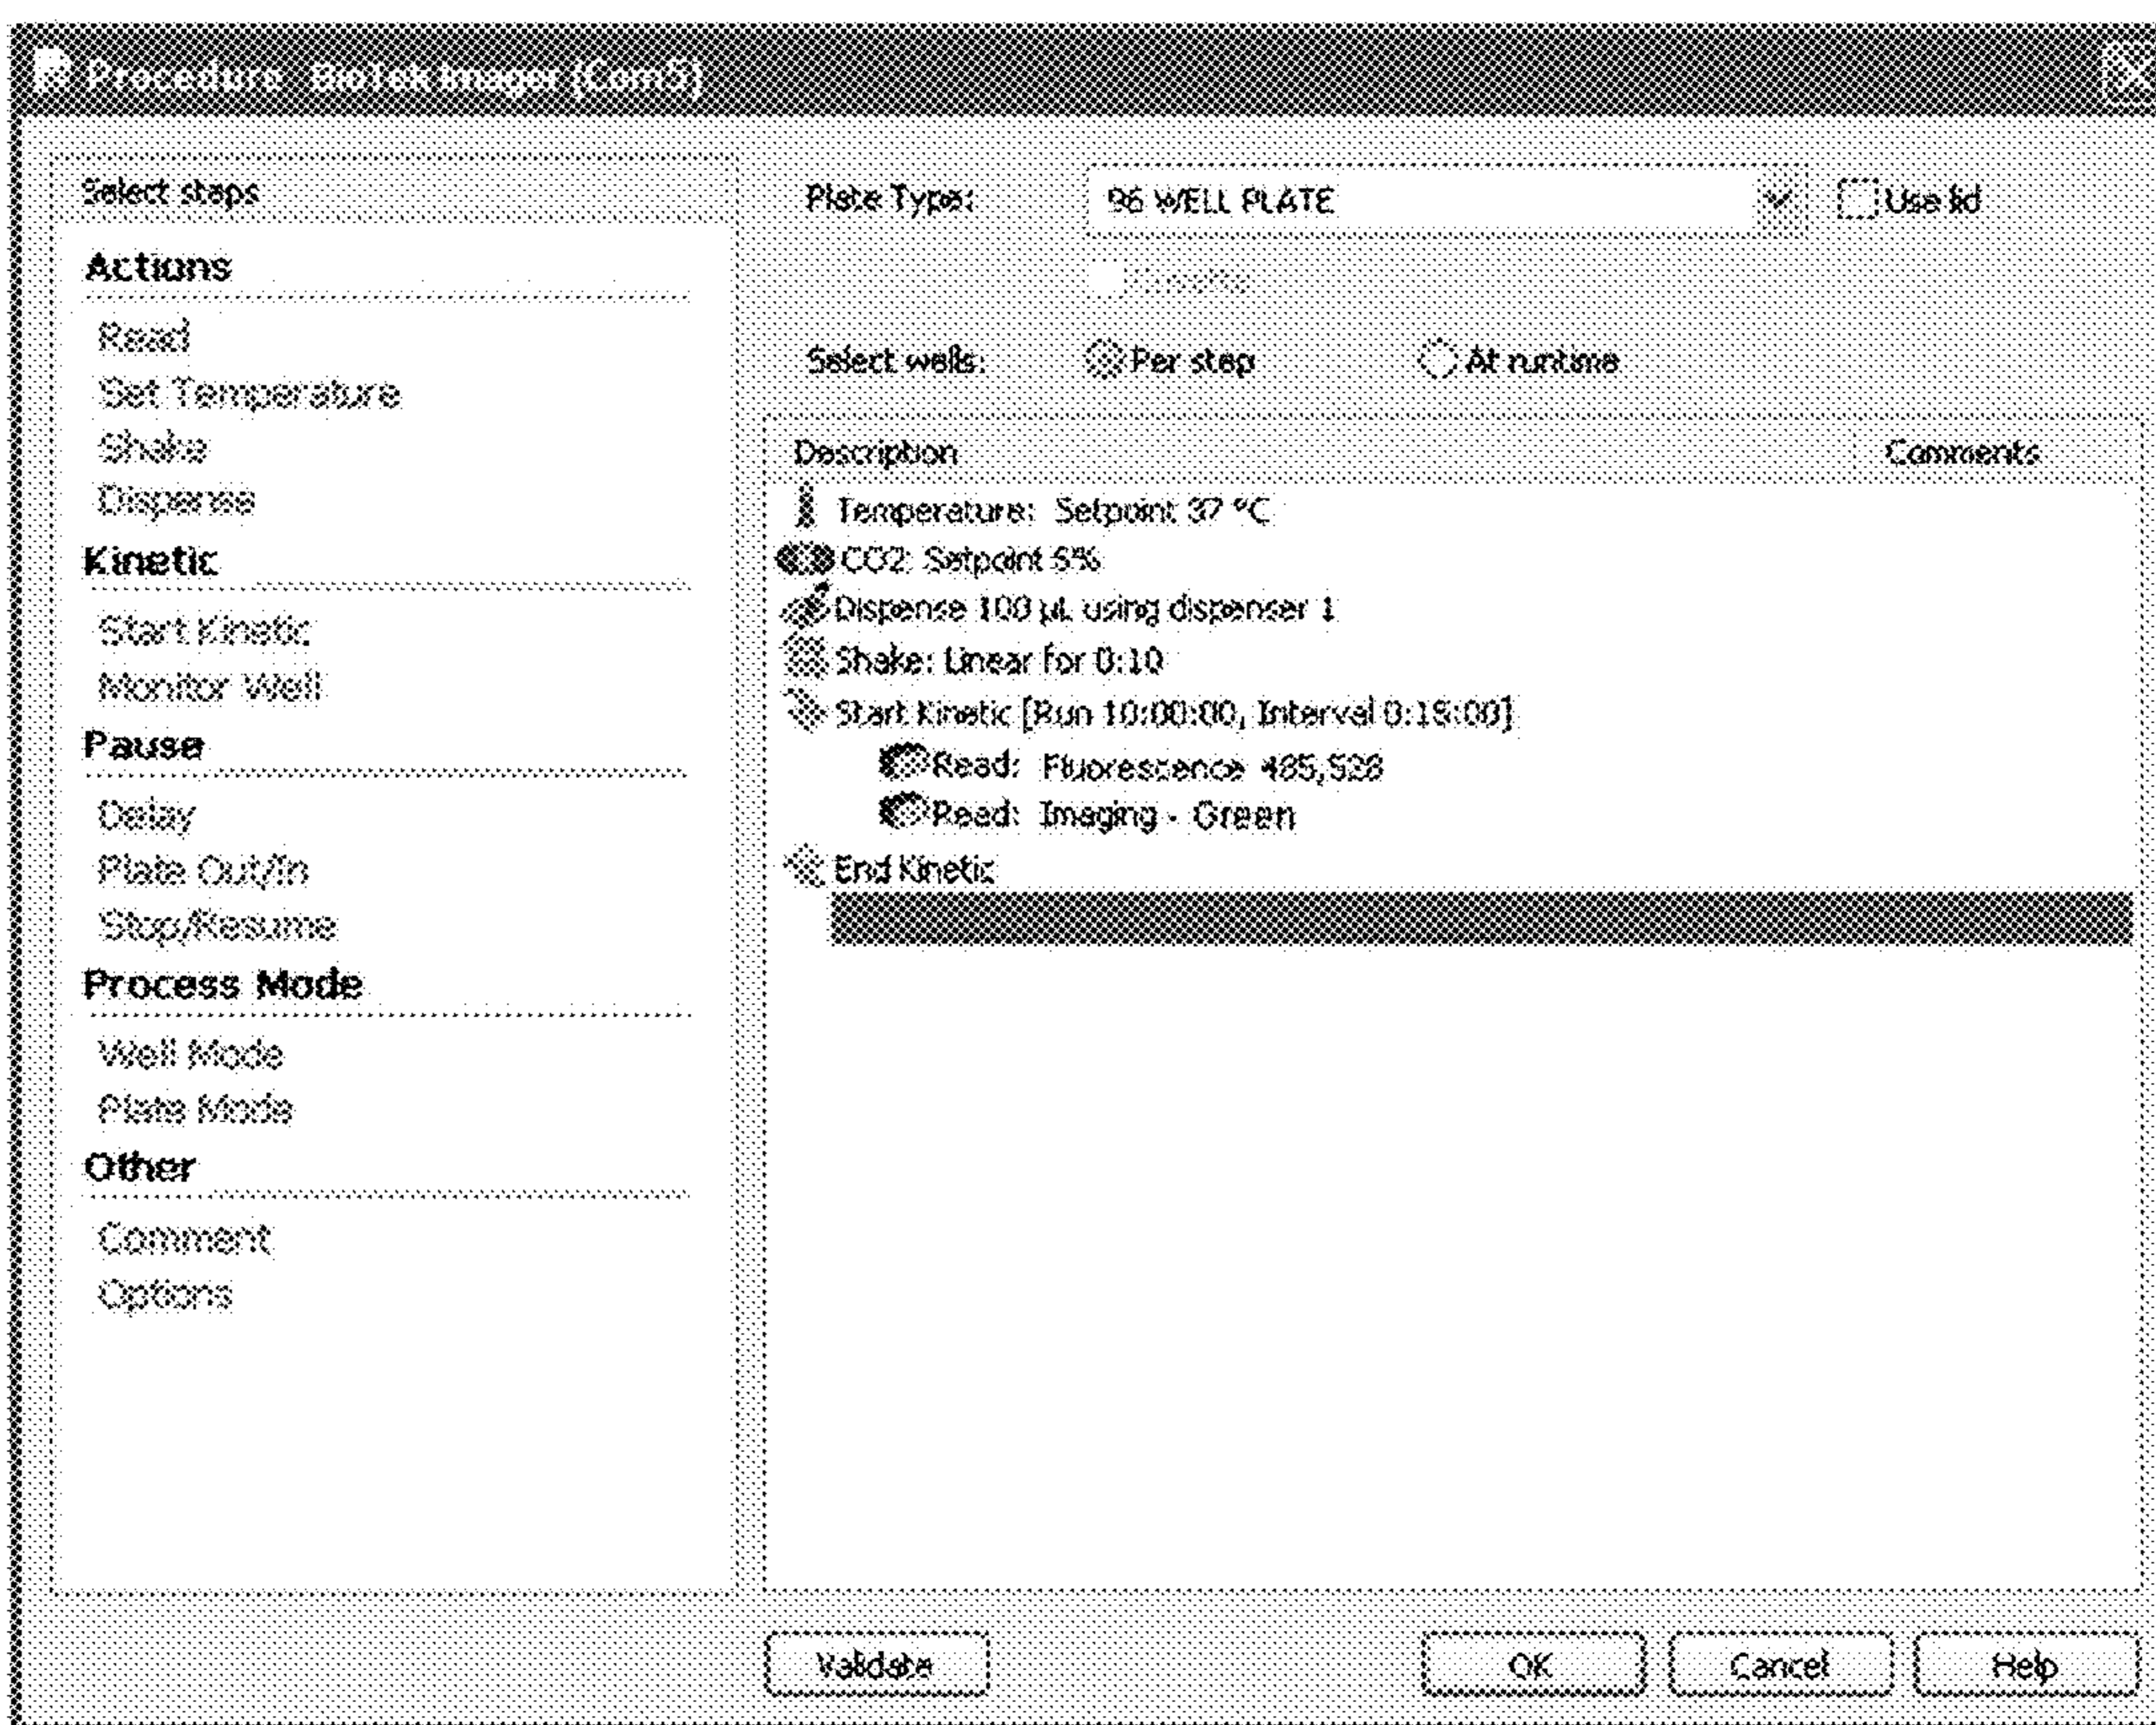 Procedure BioTek Imager (Com5)
Select steps
Actions
Read
Set Temperature
Shake
Dispense
Kinetic
Start Kinetic
Monitor Well
Pause
Delay
Plate Out/In
Stop/Resume
Process Mode
Well Mode
Plate Mode
Other
Comment
Options
Plate Type: 96 WELL PLATE Use lid
Select wells: Per step At runtime
Description Comments
Temperature: Setpoint 37 °C
CO2: Setpoint 5%
Dispense 100 µL using dispenser 1
Shake: Linear for 0:10
Start Kinetic [Run 10:00:00, Interval 0:15:00]
Read: Fluorescence 485,528
Read: Imaging - Green
End Kinetic
Validate OK Cancel Help